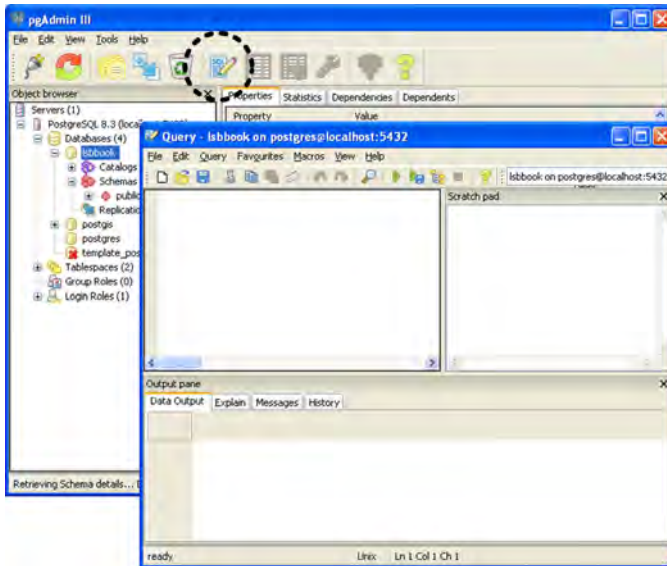 pgAdmin III
File Edit View Tools Help
Object browser
Properties Statistics Dependencies Dependents
Property Value
Servers (1)
PostgreSQL 8.3
Databases (4)
lsbbook
Catalogs
Schemas
public
Replication
postgis
postgres
template_pos
Tablespaces (2)
Group Roles (0)
Login Roles (1)
Retrieving Schema details...
Query - lsbbook on postgres@localhost:5432
File Edit Query Favourites Macros View Help
lsbbook on postgres@localhost:5432
Scratch pad
Output pane
Data Output Explain Messages History
ready Unix Ln 1 Col 1 Ch 1